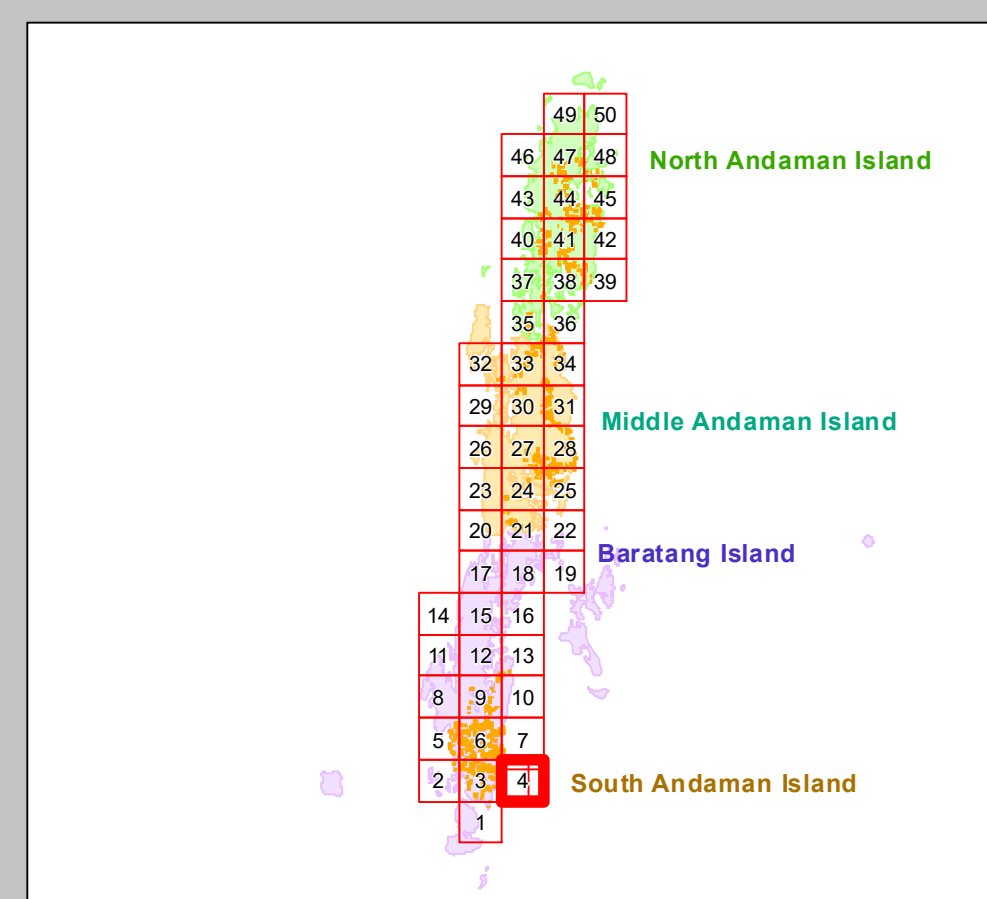 49 50
46 47 48
North Andaman Island
43 44 45
40 41 42
37 38 39
35 36
32 33 34
29 30 31
Middle Andaman Island
26 27 28
23 24 25
20 21 22
Baratang Island
17 18 19
14 15 16
11 12 13
8 9 10
5 6 7
2 3 4
South Andaman Island
1